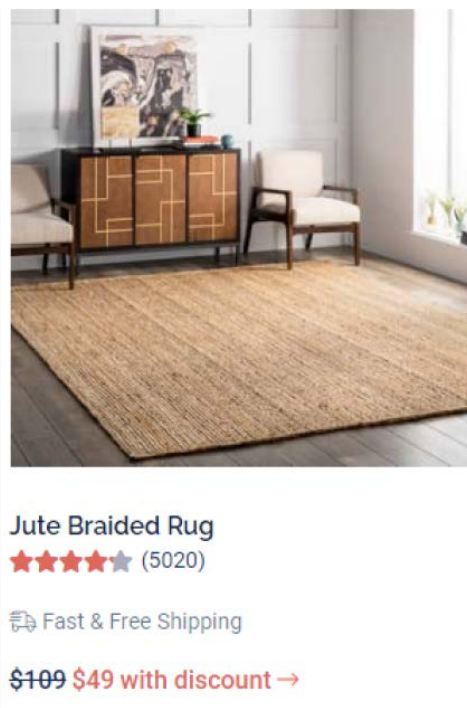 Jute Braided Rug
(5020)
Fast & Free Shipping
$109 $49 with discount →